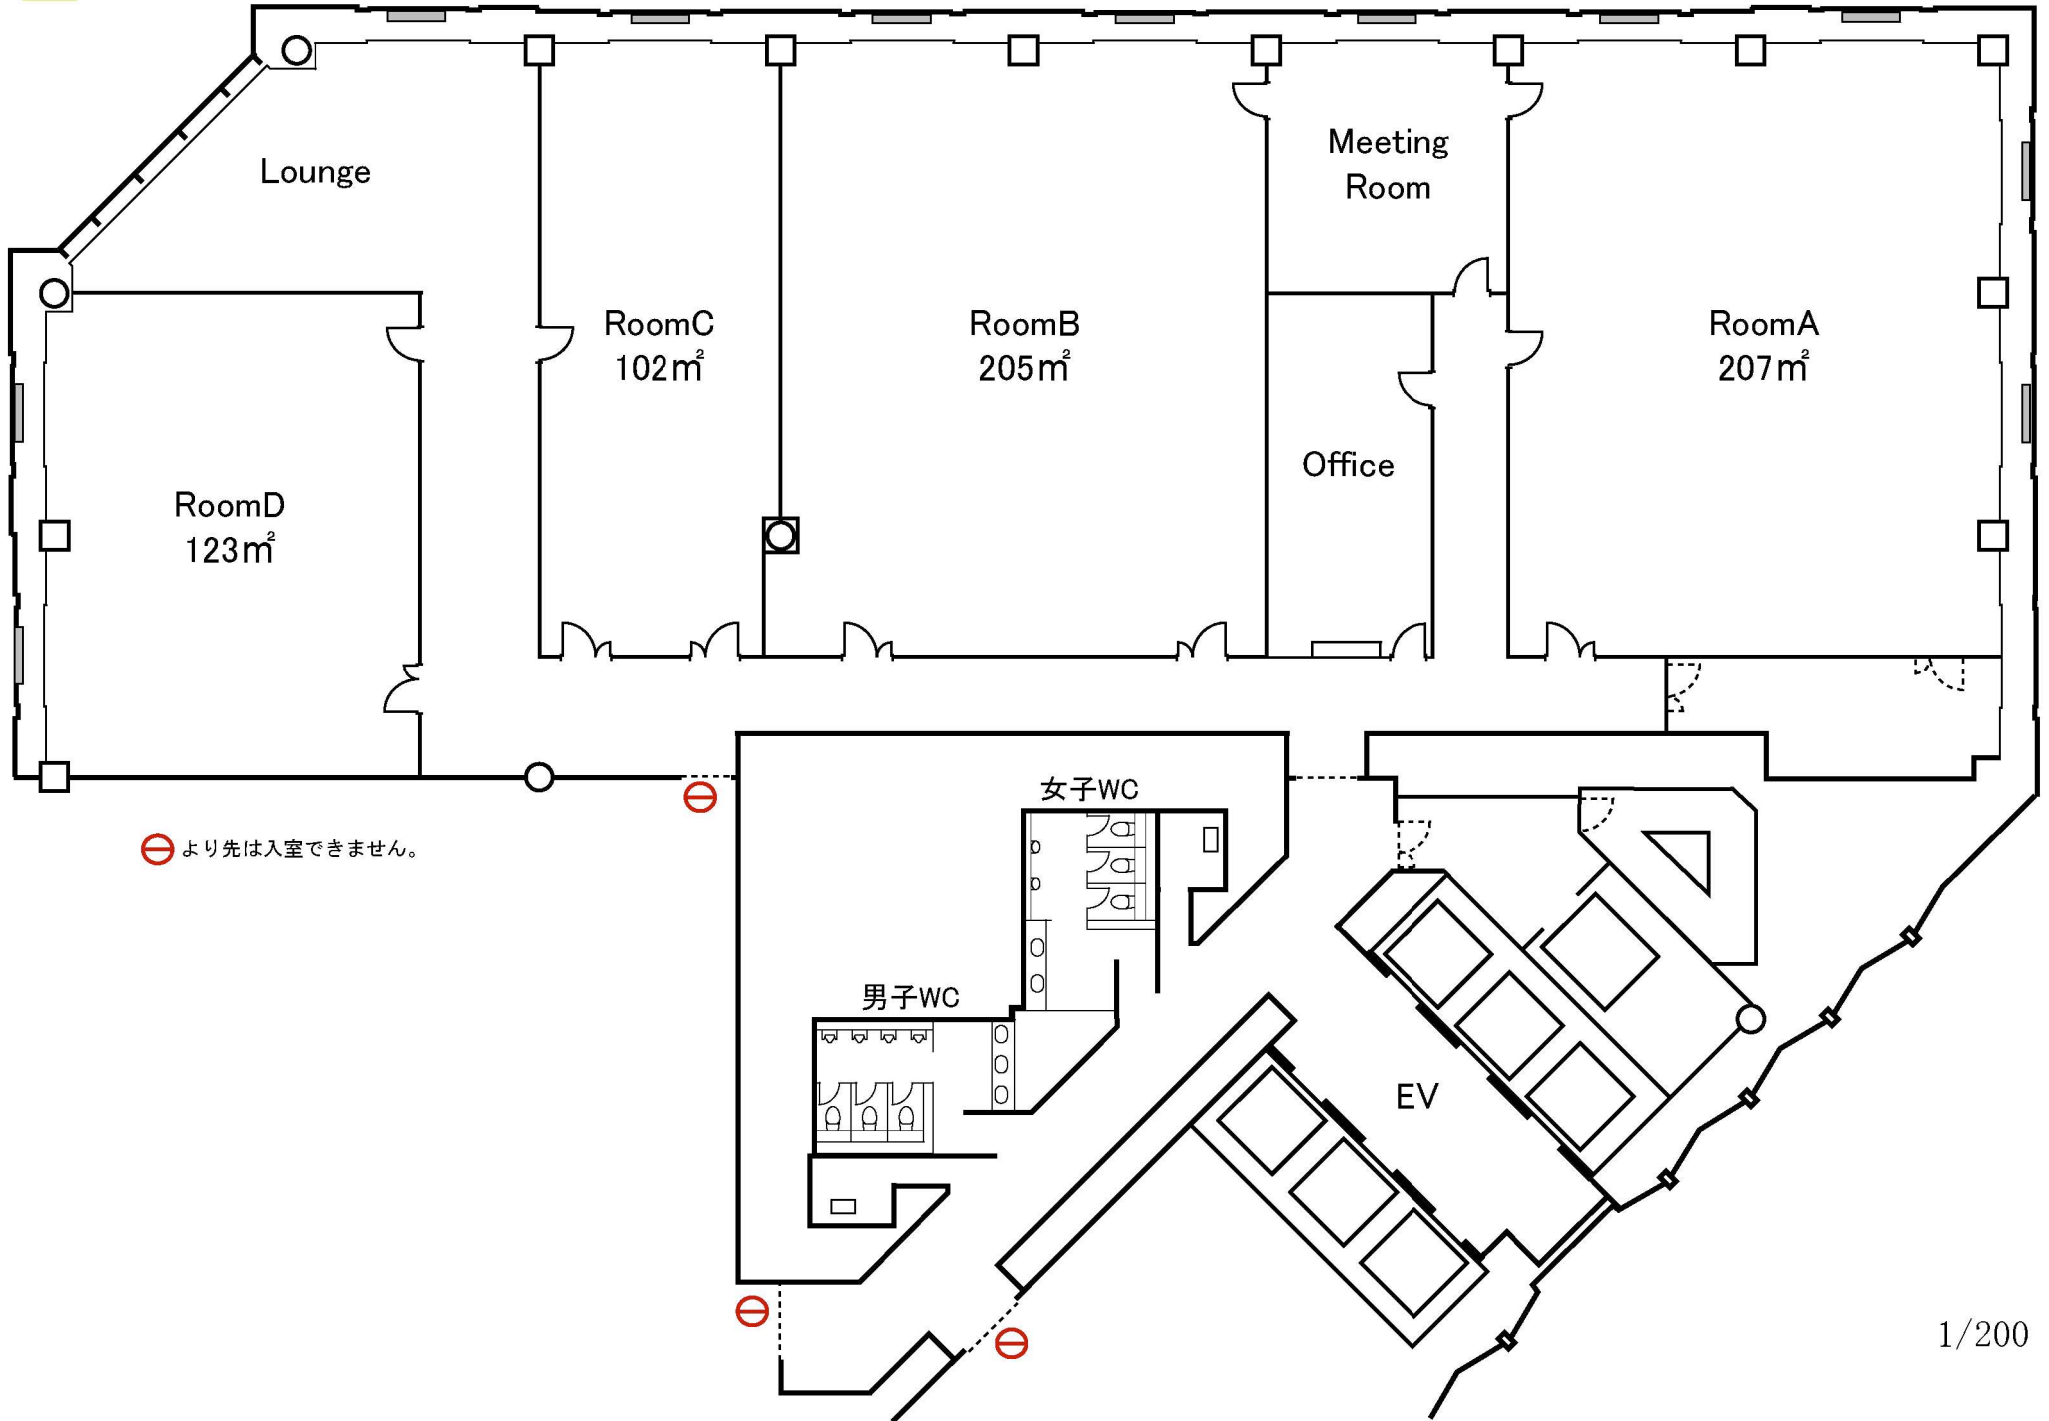 Lounge
Meeting
Room
RoomC
102㎡
RoomB
205㎡
RoomA
207㎡
Office
RoomD
123㎡
女子WC
より先は入室できません。
男子WC
EV
1/200